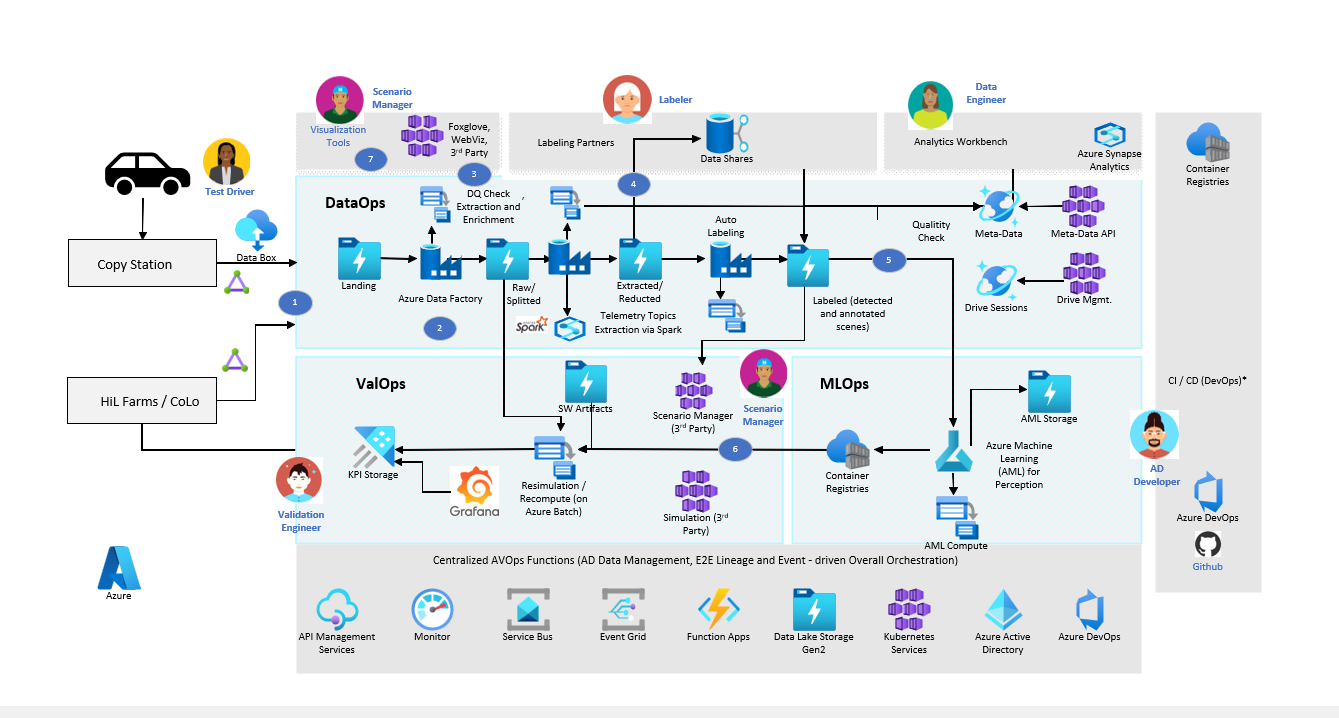 Scenario
Manager
Labeler
Data
Engineer
Visualization
Tools
7
Foxglove,
WebViz,
3rd Party
Labeling Partners
Data Shares
Analytics Workbench
Azure Synapse
Analytics
Container
Registries
Test Driver
3
4
DataOps
DQ Check ,
Extraction and
Enrichment
Auto
Labeling
Qualitity
Check
Meta-Data
Meta-Data API
Copy Station
Data Box
Landing
Azure Data Factory
Raw/
Splitted
Extracted/
Reducted
5
Labeled (detected
and annotated
scenes)
Drive Sessions
Drive Mgmt.
1
2
Spark
Telemetry Topics
Extraction via Spark
HiL Farms / CoLo
ValOps
SW Artifacts
Scenario Manager
(3rd Party)
Scenario
Manager
MLOps
AML Storage
CI / CD (DevOps)*
KPI Storage
Grafana
Resimulation /
Recompute (on
Azure Batch)
6
Simulation (3rd
Party)
Container
Registries
Azure Machine
Learning
(AML) for
Perception
AML Compute
AD
Developer
Azure DevOps
Github
Validation
Engineer
Azure
Centralized AVOps Functions (AD Data Management, E2E Lineage and Event - driven Overall Orchestration)
API Management
Services
Monitor
Service Bus
Event Grid
Function Apps
Data Lake Storage
Gen2
Kubernetes
Services
Azure Active
Directory
Azure DevOps